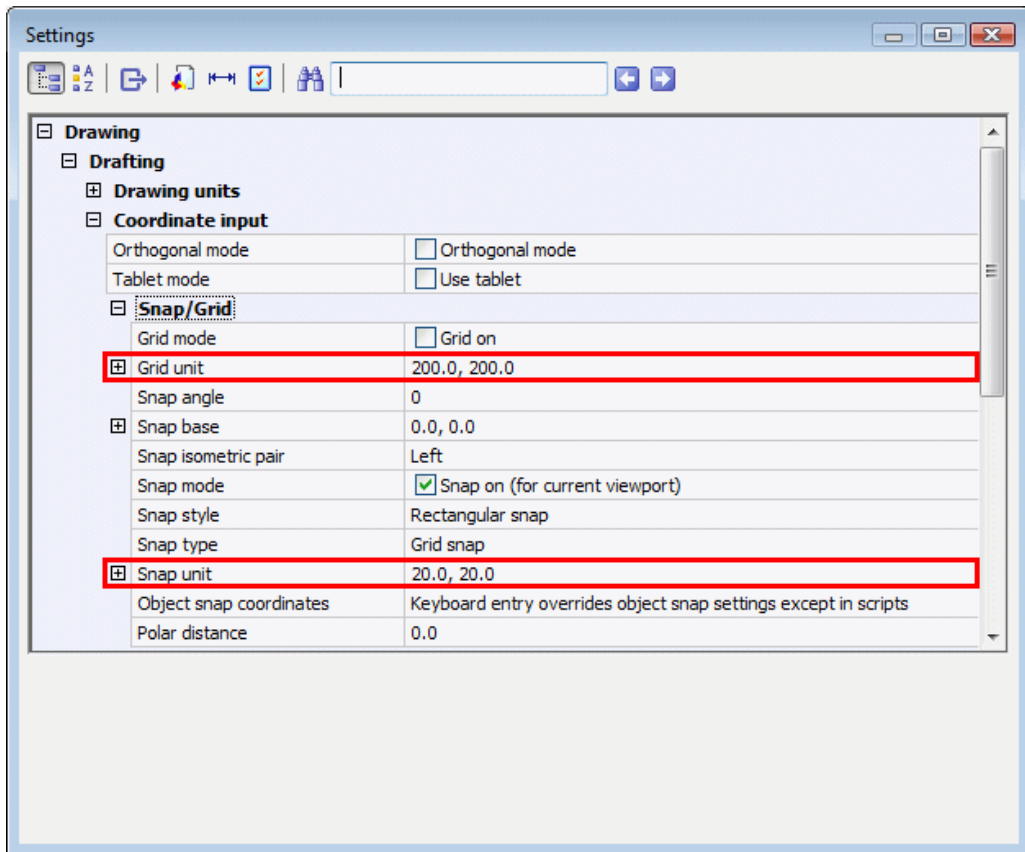 Settings
A
Z
Drawing
Drafting
Drawing units
Coordinate input
Orthogonal mode Orthogonal mode
Tablet mode Use tablet
Snap/Grid
Grid mode Grid on
Grid unit 200.0, 200.0
Snap angle 0
Snap base 0.0, 0.0
Snap isometric pair Left
Snap mode Snap on (for current viewport)
Snap style Rectangular snap
Snap type Grid snap
Snap unit 20.0, 20.0
Object snap coordinates Keyboard entry overrides object snap settings except in scripts
Polar distance 0.0